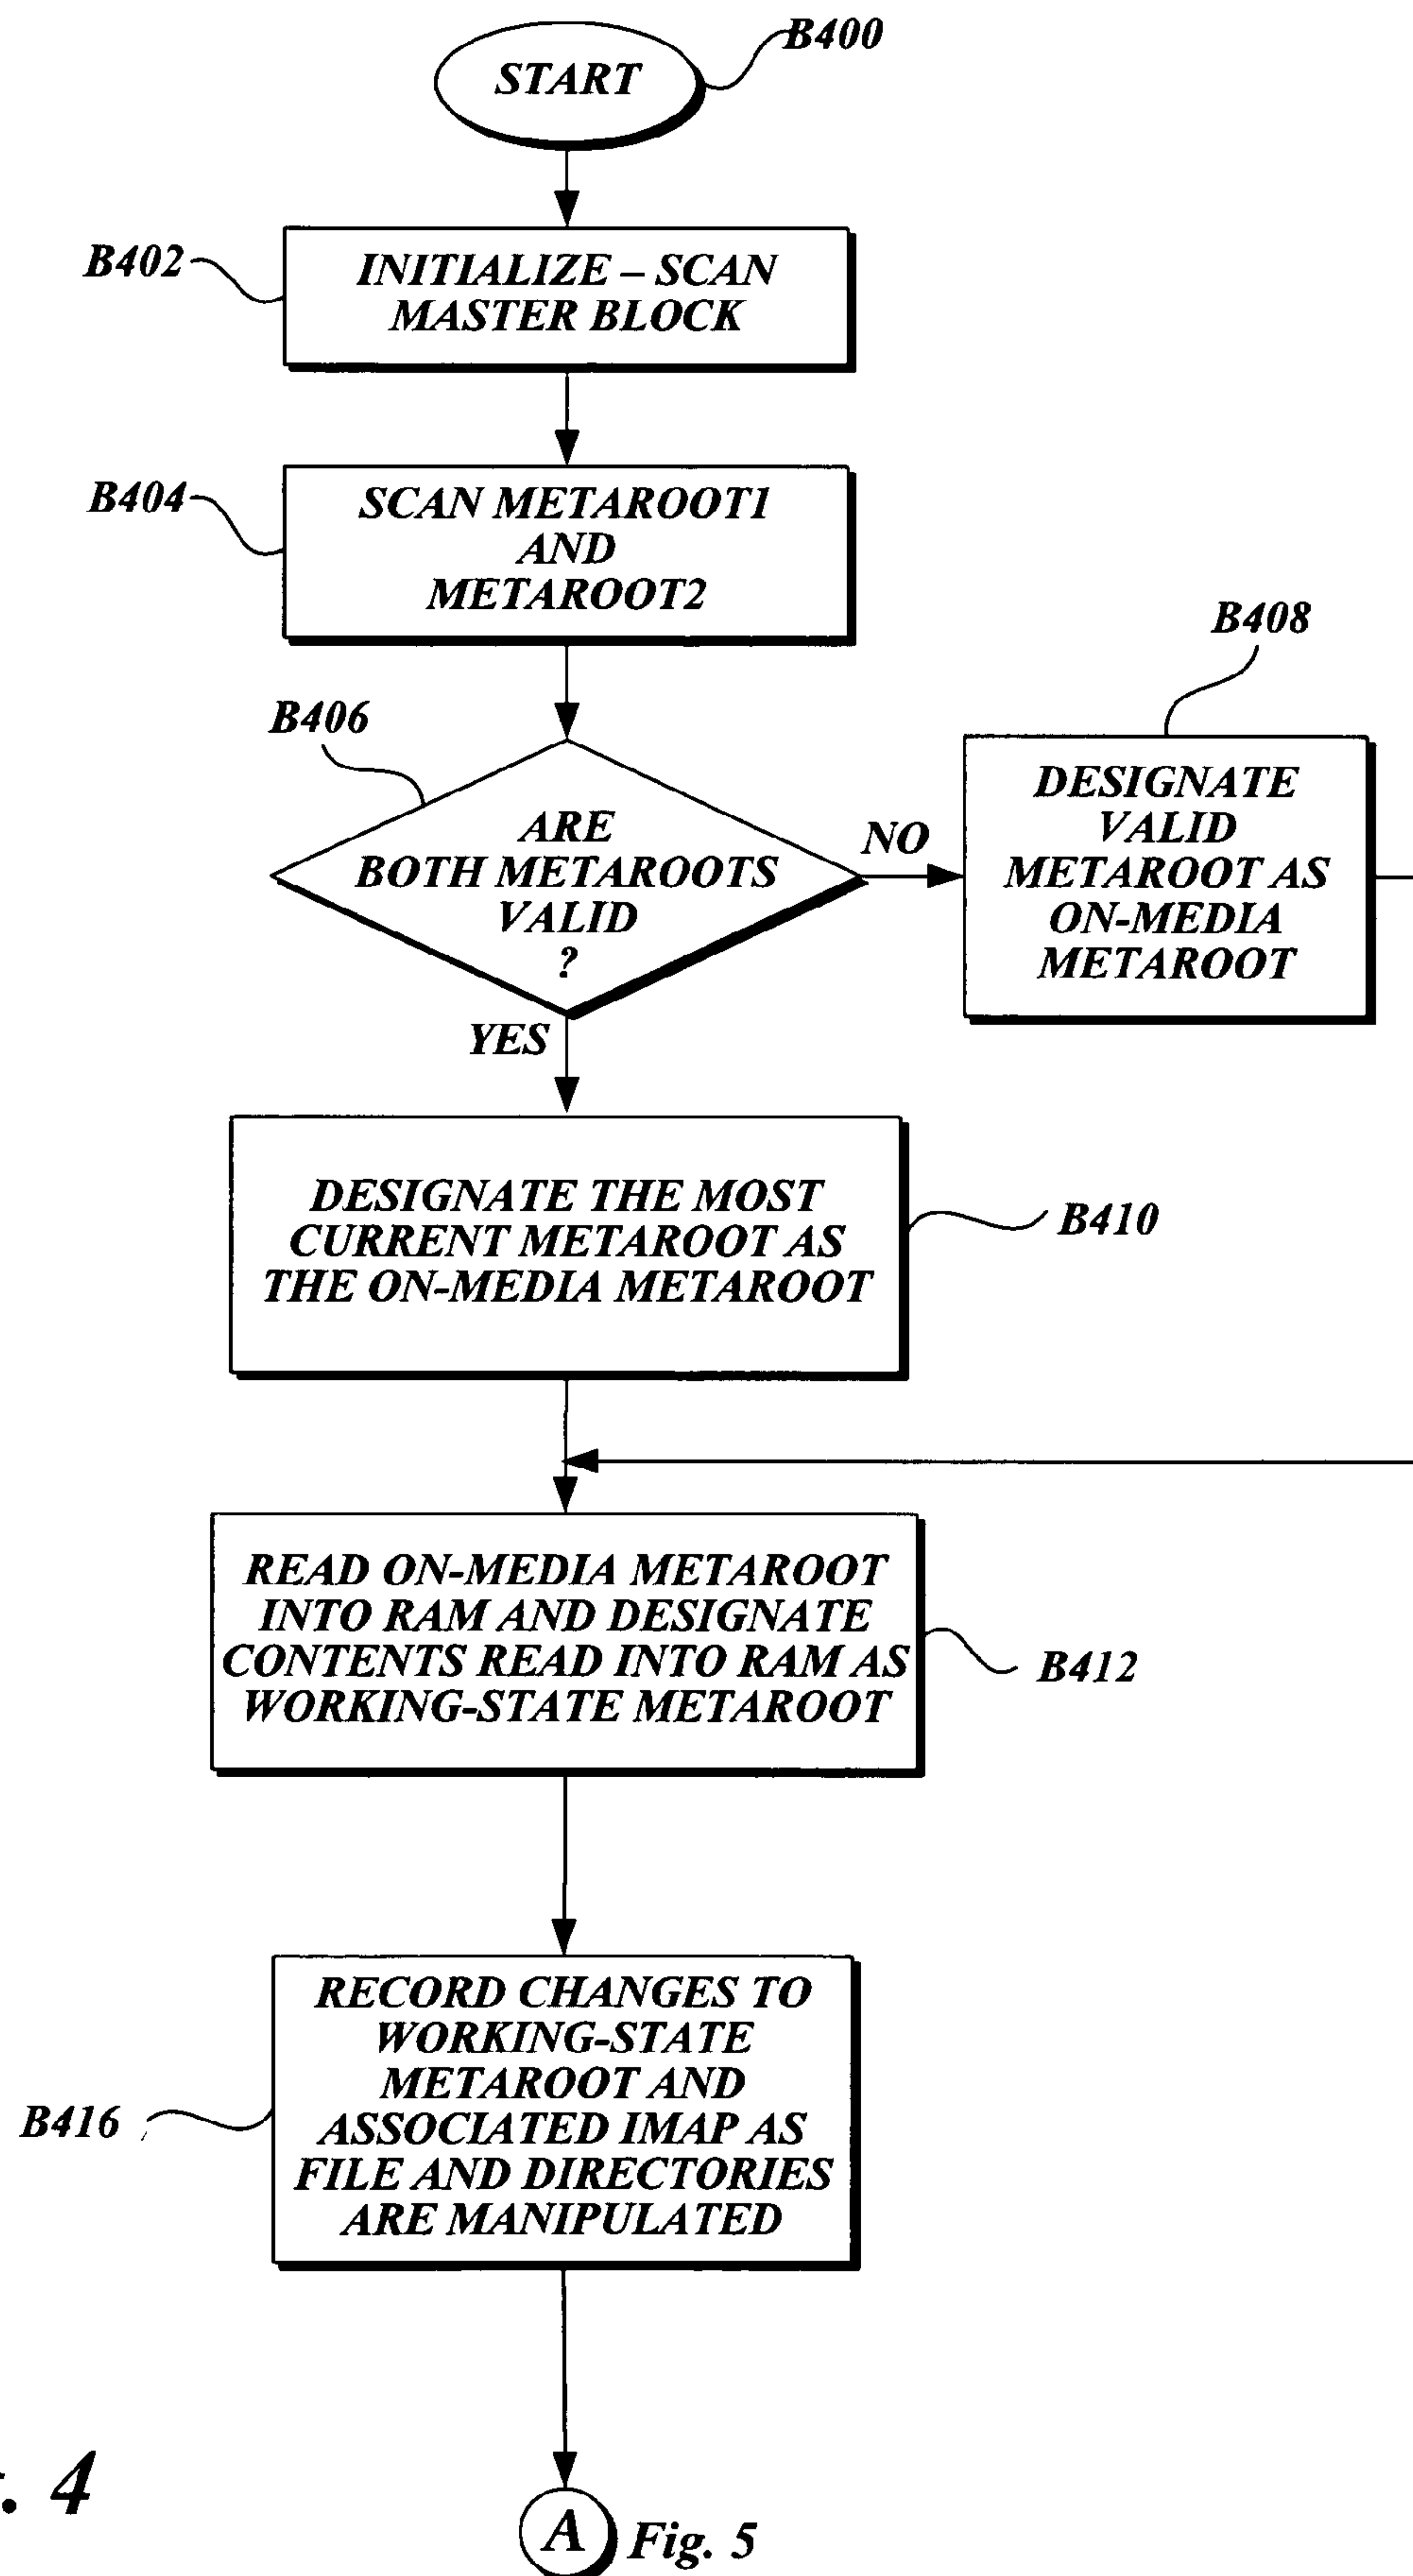 B400
START
B402
INITIALIZE – SCAN
MASTER BLOCK
B404
SCAN METAROOT1
AND
METAROOT2
B406
ARE
BOTH METAROOTS
VALID
?
NO
YES
B408
DESIGNATE
VALID
METAROOT AS
ON-MEDIA
METAROOT
DESIGNATE THE MOST
CURRENT METAROOT AS
THE ON-MEDIA METAROOT
B410
READ ON-MEDIA METAROOT
INTO RAM AND DESIGNATE
CONTENTS READ INTO RAM AS
WORKING-STATE METAROOT
B412
RECORD CHANGES TO
WORKING-STATE
METAROOT AND
ASSOCIATED IMAP AS
FILE AND DIRECTORIES
ARE MANIPULATED
B416
. 4
A
Fig. 5